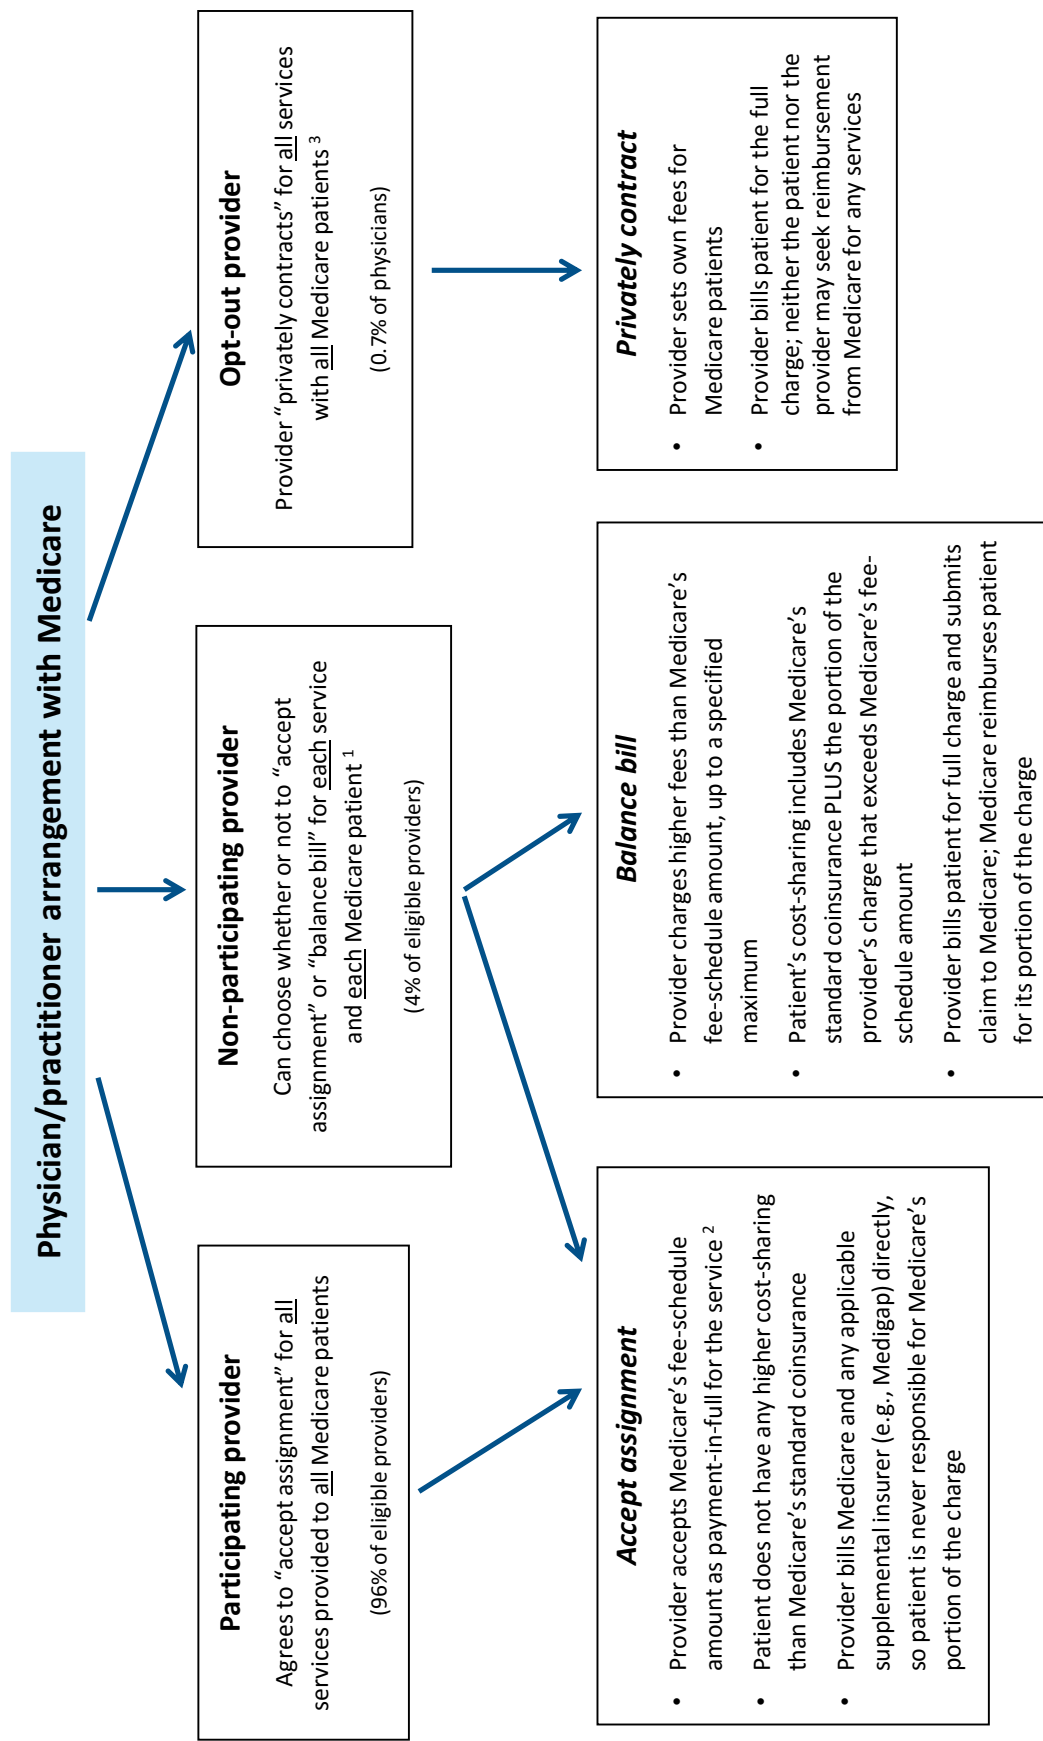 Physician/practitioner arrangement with Medicare
Participating provider
Agrees to “accept assignment” for all
services provided to all Medicare patients
(96% of eligible providers)
Non-participating provider
Can choose whether or not to “accept
assignment” or “balance bill” for each service
and each Medicare patient 1
(4% of eligible providers)
Opt-out provider
Provider “privately contracts” for all services
with all Medicare patients 3
(0.7% of physicians)
Accept assignment
• Provider accepts Medicare’s fee-schedule
amount as payment-in-full for the service 2
• Patient does not have any higher cost-sharing
than Medicare’s standard coinsurance
• Provider bills Medicare and any applicable
supplemental insurer (e.g., Medigap) directly,
so patient is never responsible for Medicare’s
portion of the charge
Balance bill
• Provider charges higher fees than Medicare’s
fee-schedule amount, up to a specified
maximum
• Patient’s cost-sharing includes Medicare’s
standard coinsurance PLUS the portion of the
provider’s charge that exceeds Medicare’s fee-
schedule amount
• Provider bills patient for full charge and submits
claim to Medicare; Medicare reimburses patient
for its portion of the charge
Privately contract
• Provider sets own fees for
Medicare patients
• Provider bills patient for the full
charge; neither the patient nor the
provider may seek reimbursement
from Medicare for any services